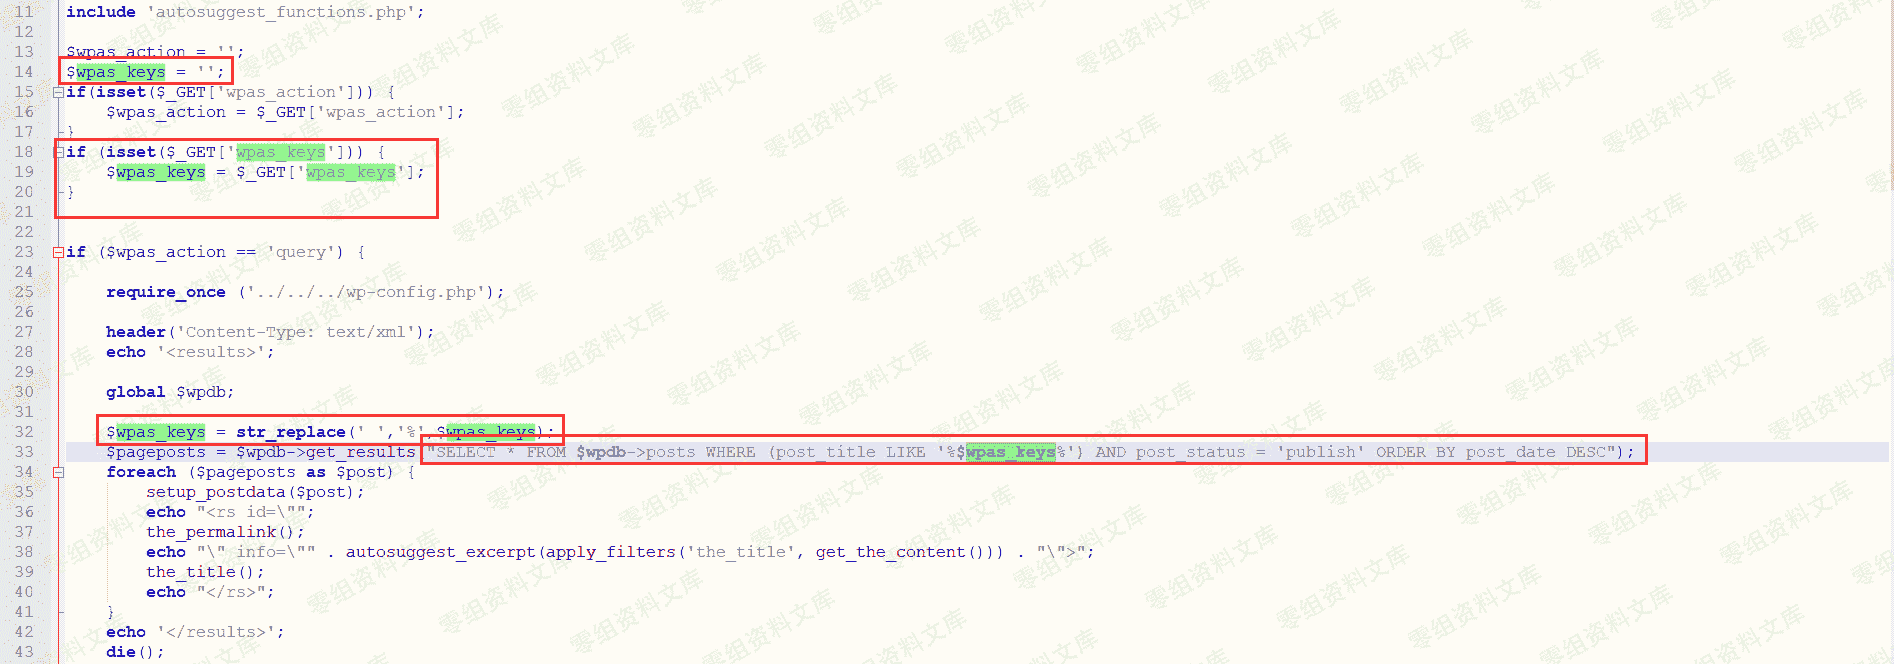 11 include 'autosuggest_functions.php';
12
13 $wpas_action = '';
14 $wpas_keys = '';
15 if(isset($_GET['wpas_action'])) {
16 $wpas_action = $_GET['wpas_action'];
17 }
18 if (isset($_GET['wpas_keys'])) {
19 $wpas_keys = $_GET['wpas_keys'];
20 }
21
22
23 if ($wpas_action == 'query') {
24
25 require_once ('../../../wp-config.php');
26
27 header('Content-Type: text/xml');
28 echo '<results>';
29
30 global $wpdb;
31
32 $wpas_keys = str_replace(' ','%',$wpas_keys);
33 $pageposts = $wpdb->get_results("SELECT * FROM $wpdb->posts WHERE (post_title LIKE '%$wpas_keys%') AND post_status = 'publish' ORDER BY post_date DESC");
34 foreach ($pageposts as $post) {
35 setup_postdata($post);
36 echo "<rs id=\"";
37 the_permalink();
38 echo "\" info=\"" . autosuggest_excerpt(apply_filters('the_title', get_the_content())) . "\">";
39 the_title();
40 echo "</rs>";
41 }
42 echo '</results>';
43 die();
零组资料文库